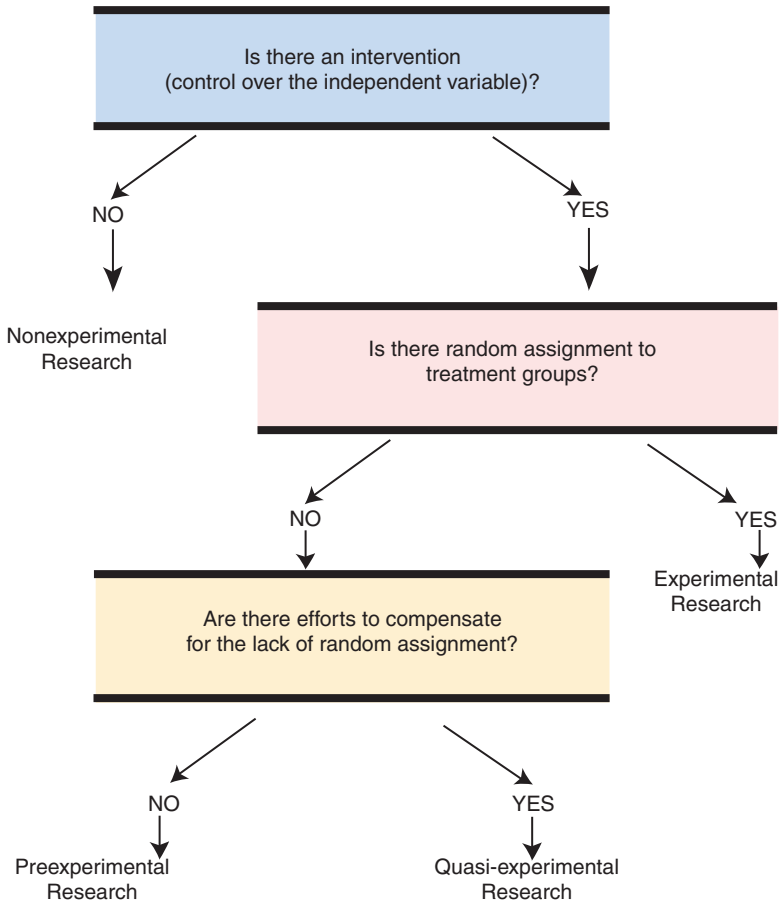 Is there an intervention
(control over the independent variable)?
NO
YES
Nonexperimental
Research
Is there random assignment to
treatment groups?
NO
YES
Experimental
Research
Are there efforts to compensate
for the lack of random assignment?
NO
YES
Preexperimental
Research
Quasi-experimental
Research